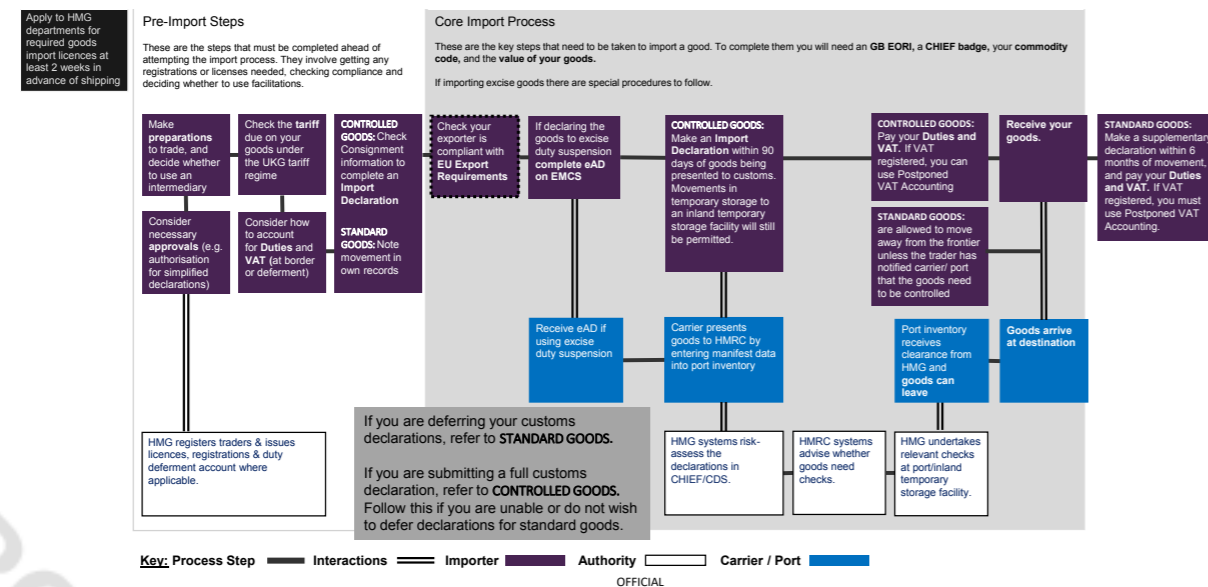 Apply to HMG
departments for
required goods
import licences at
least 2 weeks in
advance of shipping
Pre-Import Steps
These are the steps that must be completed ahead of
attempting the import process. They involve getting any
registrations or licenses needed, checking compliance and
deciding whether to use facilitations.
Core Import Process
These are the key steps that need to be taken to import a good. To complete them you will need an GB EORI, a CHIEF badge, your commodity
code, and the value of your goods.
If importing excise goods there are special procedures to follow.
Make
preparations
to trade, and
decide whether
to use an
intermediary
Check the tariff
due on your
goods under
the UKG tariff
regime
CONTROLLED
GOODS: Check
Consignment
information to
complete an
Import
Declaration
STANDARD
GOODS: Note
movement in
own records
Check your
exporter is
compliant with
EU Export
Requirements
If declaring the
goods to excise
duty suspension
complete eAD
on EMCS
CONTROLLED GOODS:
Make an Import
Declaration within 90
days of goods being
presented to customs.
Movements in
temporary storage to
an inland temporary
storage facility will still
be permitted.
CONTROLLED GOODS:
Pay your Duties and
VAT. If VAT
registered, you can
use Postponed
VAT Accounting
Receive your
goods.
STANDARD GOODS:
Make a supplementary
declaration within 6
months of movement,
and pay your Duties
and VAT. If VAT
registered, you must
use Postponed VAT
Accounting.
Consider
necessary
approvals (e.g.
authorisation
for simplified
declarations)
Consider how
to account
for Duties and
VAT (at border
or deferment)
STANDARD GOODS:
are allowed to move
away from the frontier
unless the trader has
notified carrier/ port
that the goods need
to be controlled
Receive eAD if
using excise
duty suspension
Carrier presents
goods to HMRC by
entering manifest data
into port inventory
Port inventory
receives
clearance from
HMG and
goods can
leave
Goods arrive
at destination
HMG registers traders & issues
licences, registrations & duty
deferment account where
applicable.
If you are deferring your customs
declarations, refer to STANDARD GOODS.
If you are submitting a full customs
declaration, refer to CONTROLLED GOODS.
Follow this if you are unable or do not wish
to defer declarations for standard goods.
HMG systems risk-
assess the
declarations in
CHIEF/CDS.
HMRC systems
advise whether
goods need
checks.
HMG undertakes
relevant checks
at port/inland
temporary
storage facility.
Key: Process Step Interactions Importer Authority Carrier / Port
OFFICIAL